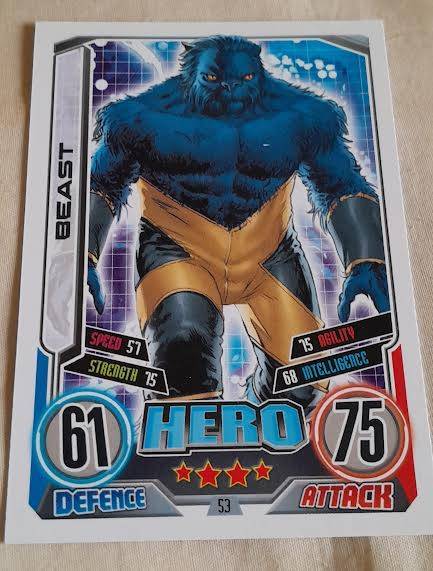 BEAST
SPEED 57
75 AGILITY
STRENGTH 75
68 INTELLIGENCE
61
HERO
75
DEFENCE
53
ATTACK